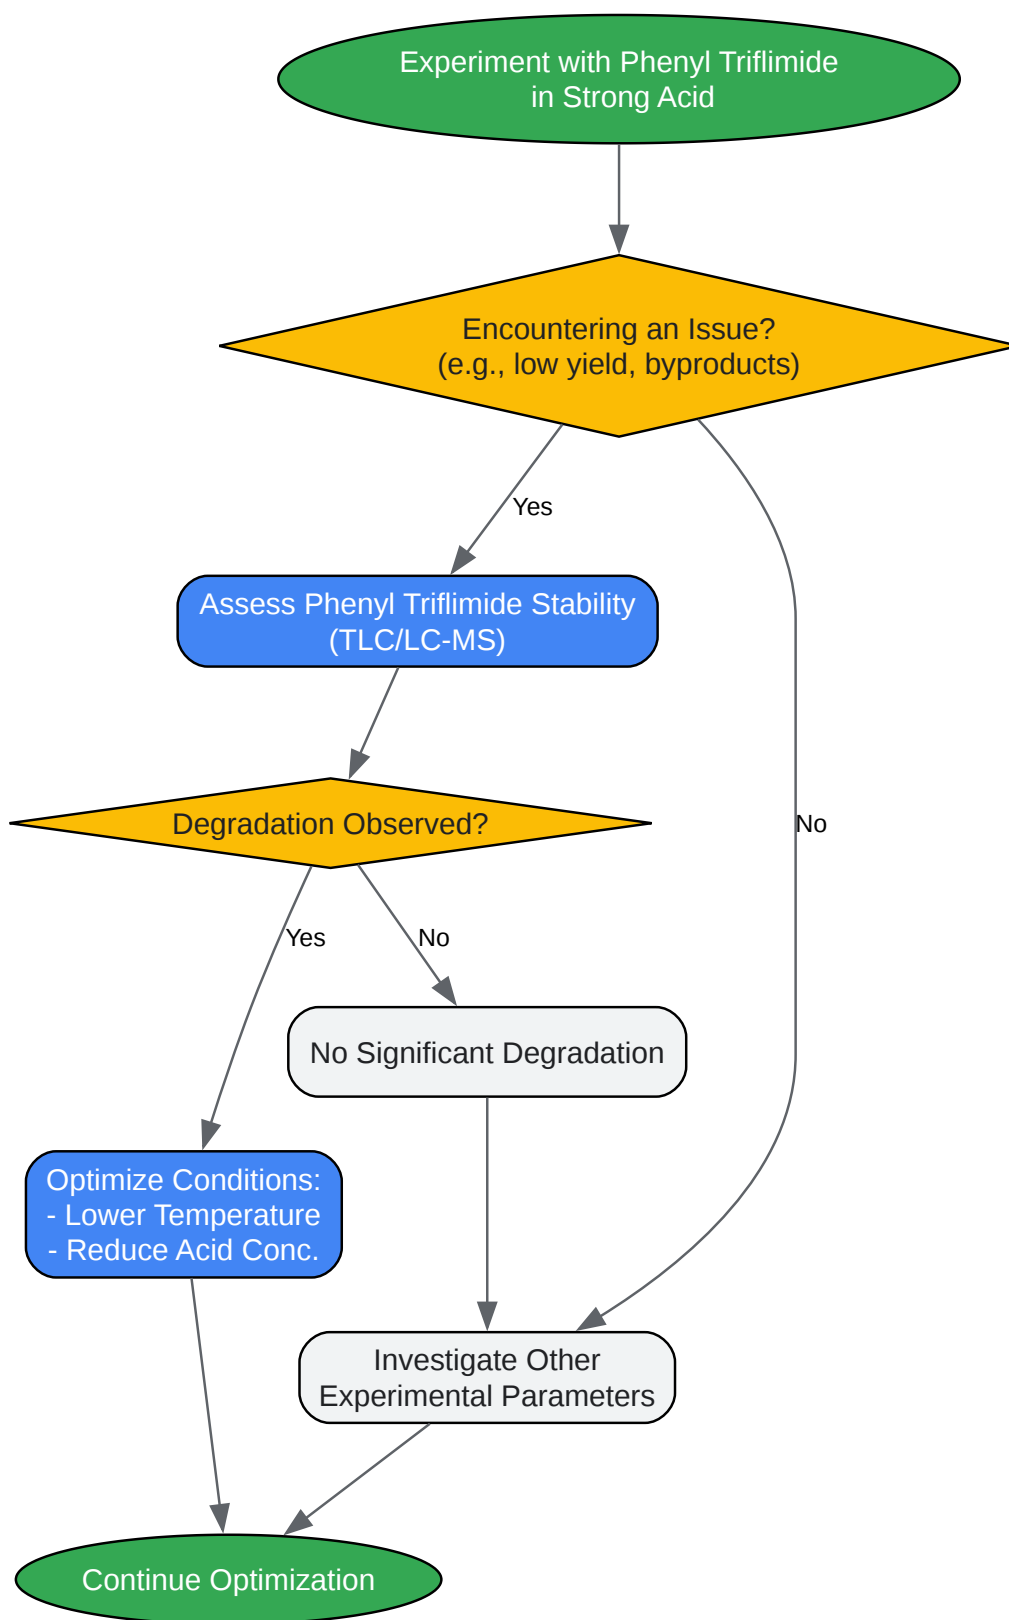 Experiment with Phenyl Triflimide
in Strong Acid
Encountering an Issue?
(e.g., low yield, byproducts)
Yes
Assess Phenyl Triflimide Stability
(TLC/LC-MS)
Degradation Observed?
No
Yes
No
No Significant Degradation
Optimize Conditions:
- Lower Temperature
- Reduce Acid Conc.
Investigate Other
Experimental Parameters
Continue Optimization